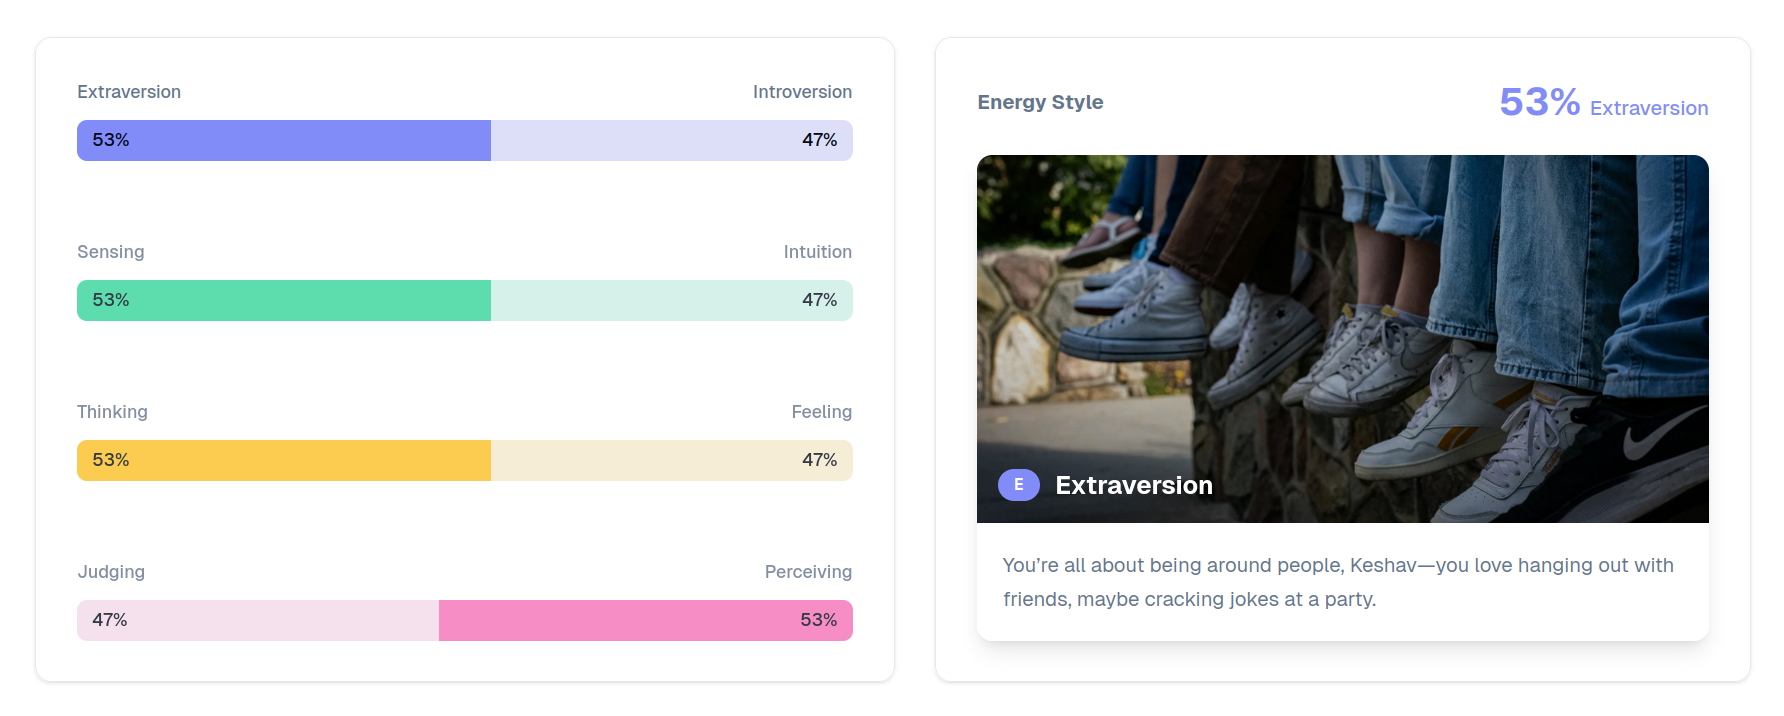 Extraversion Introversion
53% 47%
Sensing Intuition
53% 47%
Thinking Feeling
53% 47%
Judging Perceiving
47% 53%
Energy Style 53% Extraversion
E Extraversion
You’re all about being around people, Keshav—you love hanging out with
friends, maybe cracking jokes at a party.